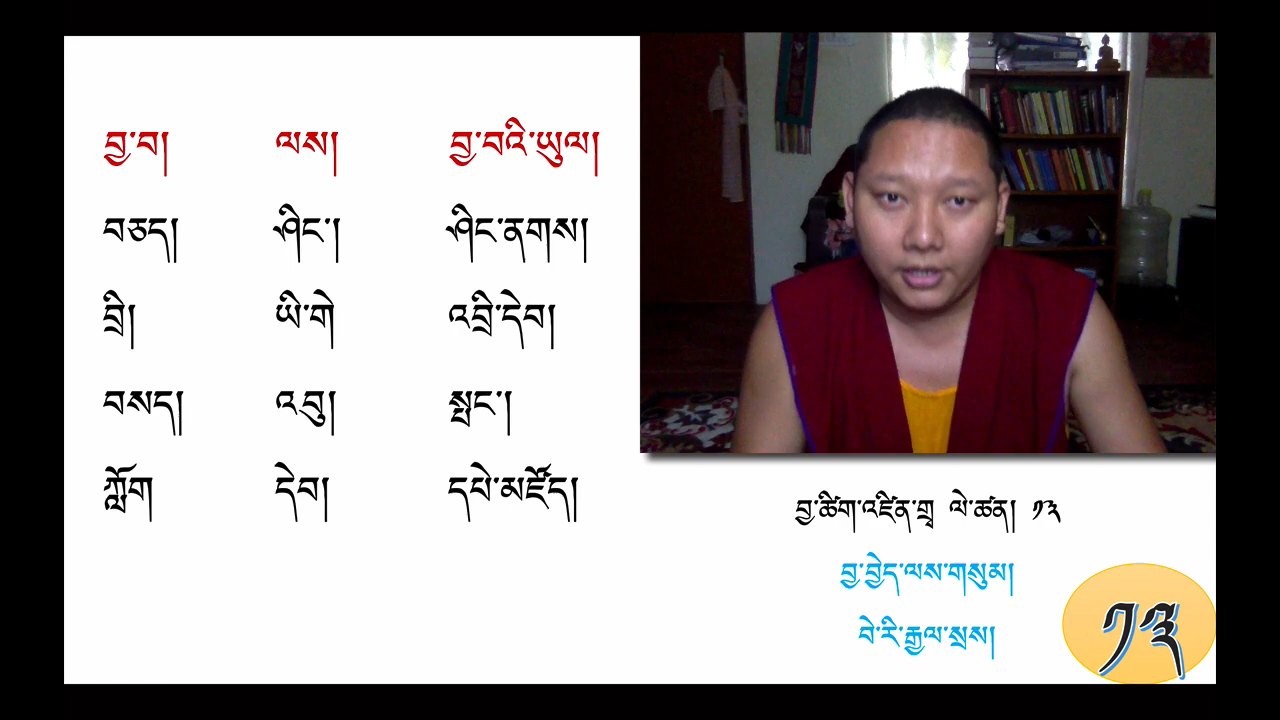 བྱ་བ། ལས། བྱ་བའི་ཡུལ།
བཅད། ཤིང་། ཤིང་ནགས།
བྲི། ཡི་གེ འབྲི་དེབ།
བསད། འབུ། སྤང་།
ཀློག དེབ། དཔེ་མཛོད།
བྱ་ཚིག་འཛིན་གྲྭ ལེ་ཚན། ༡༣
བྱ་བྱེད་ལས་གསུམ།
བེ་རི་རྒྱལ་སྲས།
༡༣